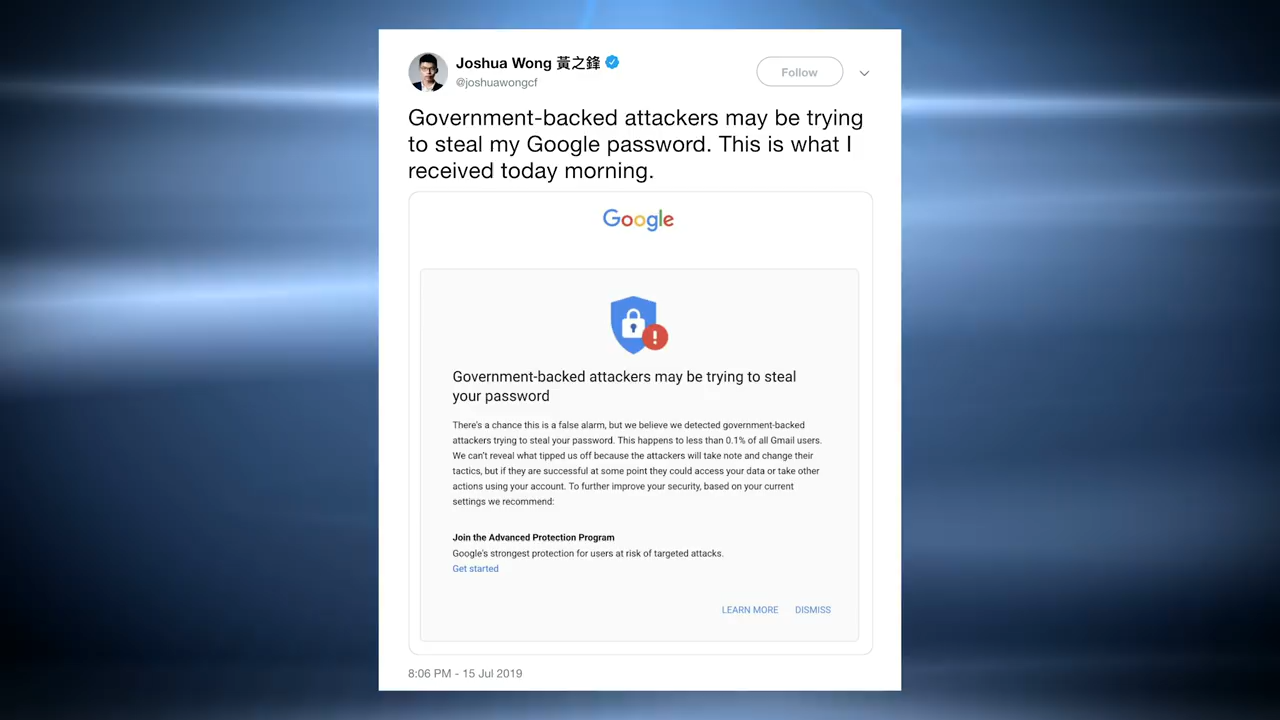 Joshua Wong 黃之鋒
@joshuawongcf
Follow
Government-backed attackers may be trying
to steal my Google password. This is what I
received today morning.
Google
Government-backed attackers may be trying to steal
your password
There's a chance this is a false alarm, but we believe we detected government-backed
attackers trying to steal your password. This happens to less than 0.1% of all Gmail users.
We can't reveal what tipped us off because the attackers will take note and change their
tactics, but if they are successful at some point they could access your data or take other
actions using your account. To further improve your security, based on your current
settings we recommend:
Join the Advanced Protection Program
Google's strongest protection for users at risk of targeted attacks.
Get started
LEARN MORE DISMISS
8:06 PM - 15 Jul 2019